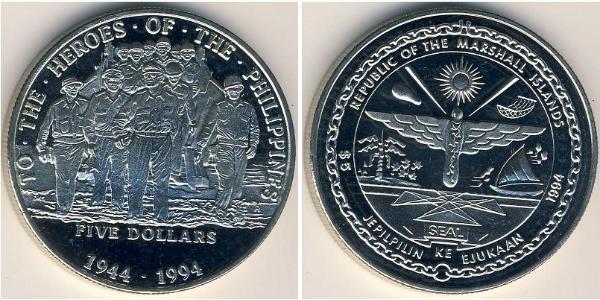 TO · THE · HEROES · OF · THE · PHILIPPINES
FIVE DOLLARS
1944 - 1994
REPUBLIC OF THE MARSHALL ISLANDS
1994
SEAL
JEPILPILIN KE EJUKAAN